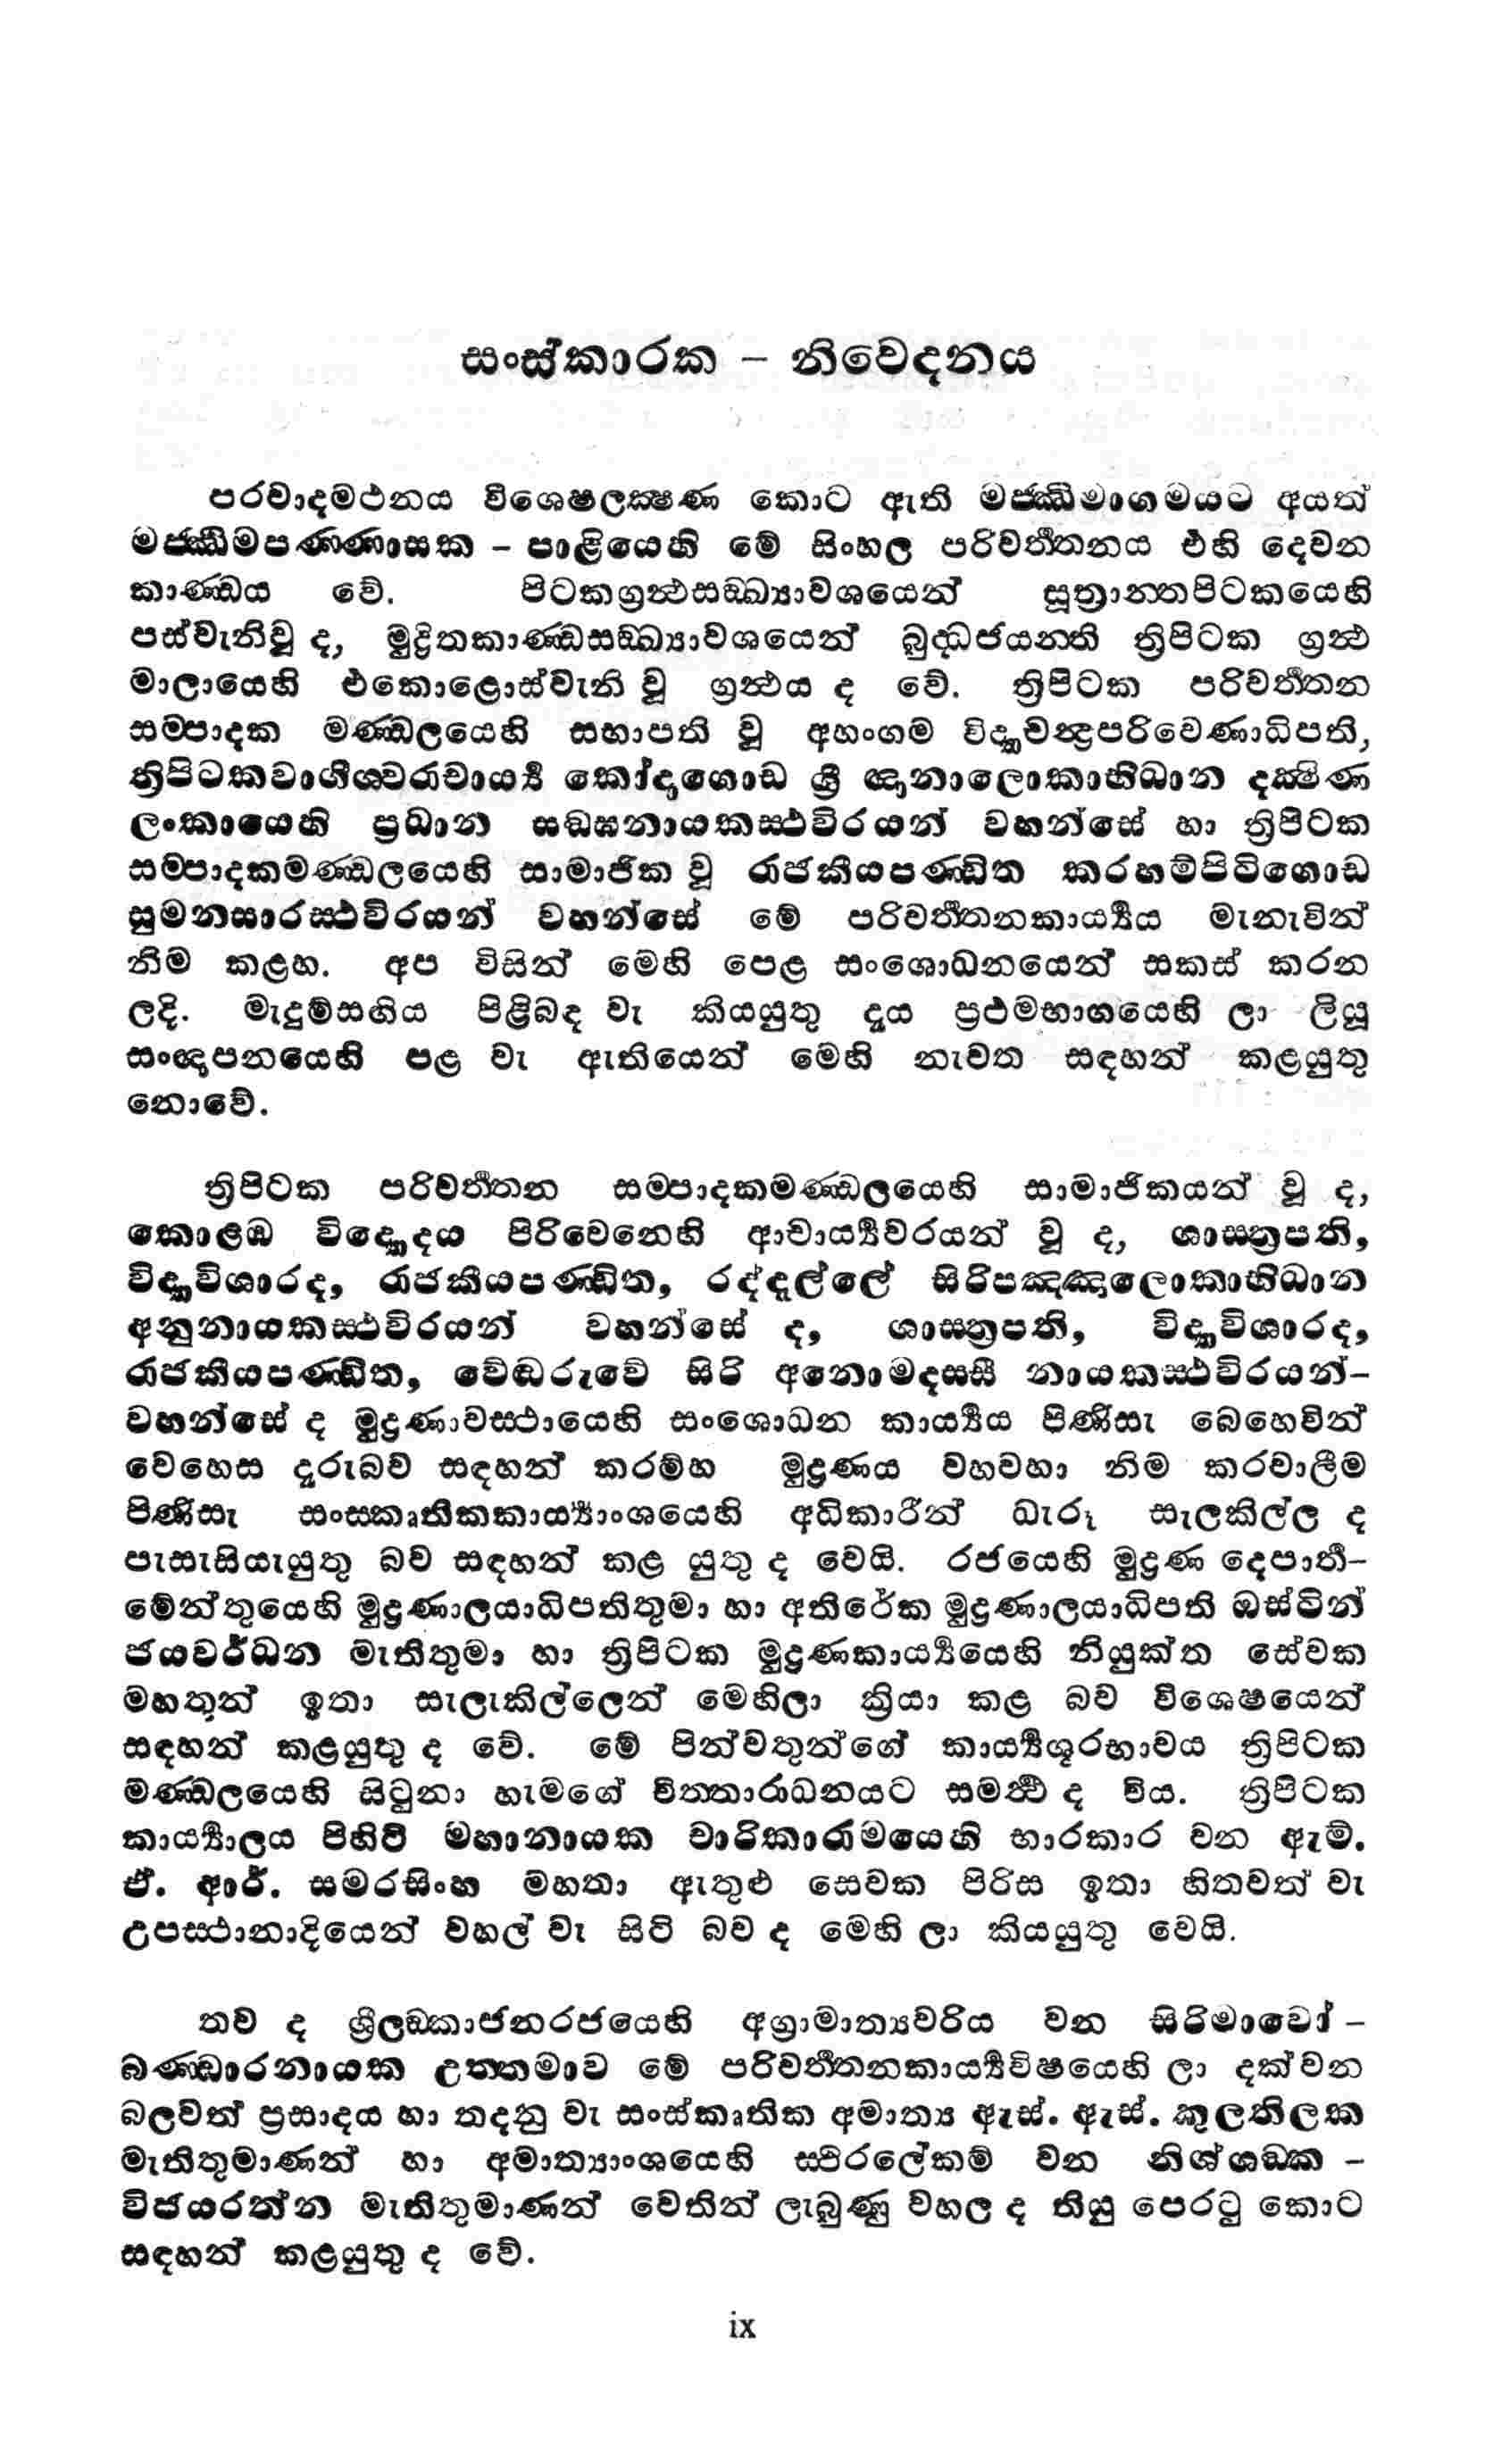 සංස්කාරක – නිවෙදනය
පරවාදමථනය විශෙෂලක්‍ෂණ කොට ඇති මජ්ඣිමාගමයට අයත්
මජ්ඣිමපණ්ණාසක – පාළියෙහි මේ සිංහල පරිවර්තනය එහි දෙවන
කාණ්ඩය වේ. පිටකග්‍රන්ථසඞ්ඛ්‍යාවශයෙන් සූත්‍රාන්තපිටකයෙහි
පස්වැනිවූ ද, මුද්‍රිතකාණ්ඩසඞ්ඛ්‍යාවශයෙන් බුද්ධජයන්ති ත්‍රිපිටක ග්‍රන්ථ
මාලායෙහි එකොළොස්වැනි වූ ග්‍රන්ථය ද වේ. ත්‍රිපිටක පරිවර්තන
සම්පාදක මණ්ඩලයෙහි සභාපති වූ අහංගම විද්‍යාචන්ද්‍රපරිවෙණාධිපති,
ත්‍රිපිටකවාගීශ්වරාචාර්ය්‍ය කෝදාගොඩ ශ්‍රී ඤාණාලොකාභිධාන දක්‍ෂිණ
ලංකායෙහි ප්‍රධාන සඞ්ඝනායකස්ථවිරයන් වහන්සේ හා ත්‍රිපිටක
සම්පාදකමණ්ඩලයෙහි සාමාජික වූ රාජකීයපණ්ඩිත කරහම්පිටිගොඩ
සුමනසාරස්ථවිරයන් වහන්සේ මේ පරිවර්තනකාර්ය්‍යය මැනැවින්
නිම කළහ. අප විසින් මෙහි පෙළ සංශොධනයෙන් සකස් කරන
ලදි. මැදුම්සඟිය පිළිබඳ වැ කියයුතු දෑය ප්‍රථමභාගයෙහි ලා ලියූ
සංඥාපනයෙහි පළ වැ ඇතියෙන් මෙහි නැවත සඳහන් කළයුතු
නොවේ.
ත්‍රිපිටක පරිවර්තන සම්පාදකමණ්ඩලයෙහි සාමාජිකයන් වූ ද,
කොළඹ විද්‍යොදය පිරිවෙනෙහි ආචාර්ය්‍යවරයන් වූ ද, ශාස්ත්‍රපති,
විද්‍යාවිශාරද, රාජකීයපණ්ඩිත, රද්දැල්ලේ සිරිපඤ්ඤාලොකාභිධාන
අනුනායකස්ථවිරයන් වහන්සේ ද, ශාස්ත්‍රපති, විද්‍යාවිශාරද,
රාජකීයපණ්ඩිත, වේඬරුවේ සිරි අනොමදස්සී නායකස්ථවිරයන්–
වහන්සේ ද මුද්‍රණාවස්ථායෙහි සංශොධන කාර්ය්‍යය පිණිසැ බෙහෙවින්
වෙහෙස දැරුබව සඳහන් කරම්හ මුද්‍රණය වහවහා නිම කරවාලීම
පිණිසැ සංස්කෘතිකකාර්ය්‍යාංශයෙහි අධිකාරීන් ධැරූ සැලකිල්ල ද
පැසැසියැයුතු බව සඳහන් කළ යුතු ද වෙයි. රජයෙහි මුද්‍රණ දෙපාර්ත–
මේන්තුයෙහි මුද්‍රණාලයාධිපතිතුමා හා අතිරේක මුද්‍රණාලයාධිපති ඔස්ටින්
ජයවර්ධන මැතිතුමා හා ත්‍රිපිටක මුද්‍රණකාර්ය්‍යයෙහි නියුක්ත සේවක
මහතුන් ඉතා සැලැකිල්ලෙන් මෙහිලා ක්‍රියා කළ බව විශෙෂයෙන්
සඳහන් කළයුතු ද වේ. මේ පින්වතුන්ගේ කාර්ය්‍යශූරභාවය ත්‍රිපිටක
මණ්ඩලයෙහි සිටුනා හැමගේ චිත්තාරාධනයට සමර්ථ ද විය. ත්‍රිපිටක
කාර්ය්‍යාලය පිහිටි මහානායක වාරිකාරාමයෙහි භාරකාර වන ඇම්.
ඒ. ආර්. සමරසිංහ මහතා ඇතුළු සෙවක පිරිස ඉතා හිතවත් වැ
උපස්ථානාදියෙන් වහල් වැ සිටි බව ද මෙහි ලා කියයුතු වෙයි.
තව ද ශ්‍රීලඞ්කාජනරජයෙහි අග්‍රාමාත්‍යවරිය වන සිරිමාවෝ –
බණ්ඩාරනායක උත්තමාව මේ පරිවර්තනකාර්ය්‍යවිෂයෙහි ලා දක්වන
බලවත් ප්‍රසාදය හා තදනු වැ සංස්කෘතික අමාත්‍ය ඇස්. ඇස්. කුලතිලක
මැතිතුමාණන් හා අමාත්‍යාංශයෙහි ස්ථිරලේකම් වන නිශ්ශඞ්ක –
විජයරත්න මැතිතුමාණන් වෙතින් ලැබුණු වහල ද තියු පෙරටු කොට
සඳහන් කළයුතු ද වේ.
ix